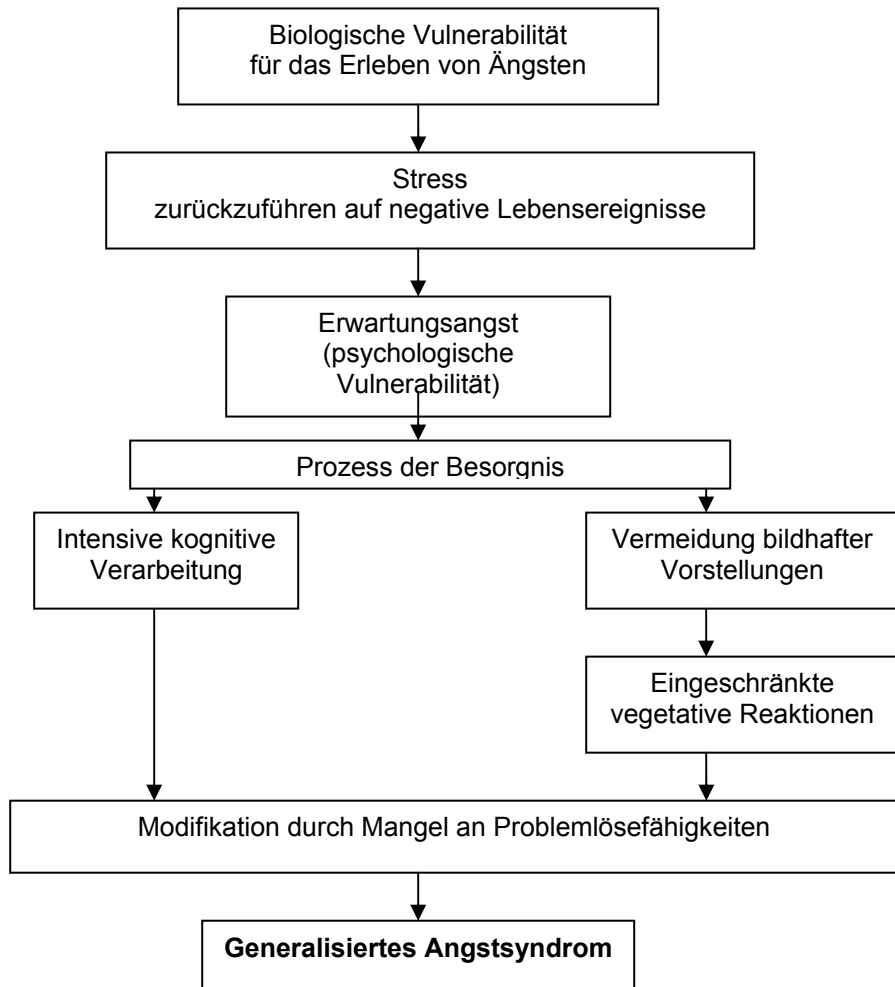 Biologische Vulnerabilität
für das Erleben von Ängsten
Stress
zurückzuführen auf negative Lebensereignisse
Erwartungsangst
(psychologische
Vulnerabilität)
Prozess der Besorgnis
Intensive kognitive
Verarbeitung
Vermeidung bildhafter
Vorstellungen
Eingeschränkte
vegetative Reaktionen
Modifikation durch Mangel an Problemlösefähigkeiten
Generalisiertes Angstsyndrom